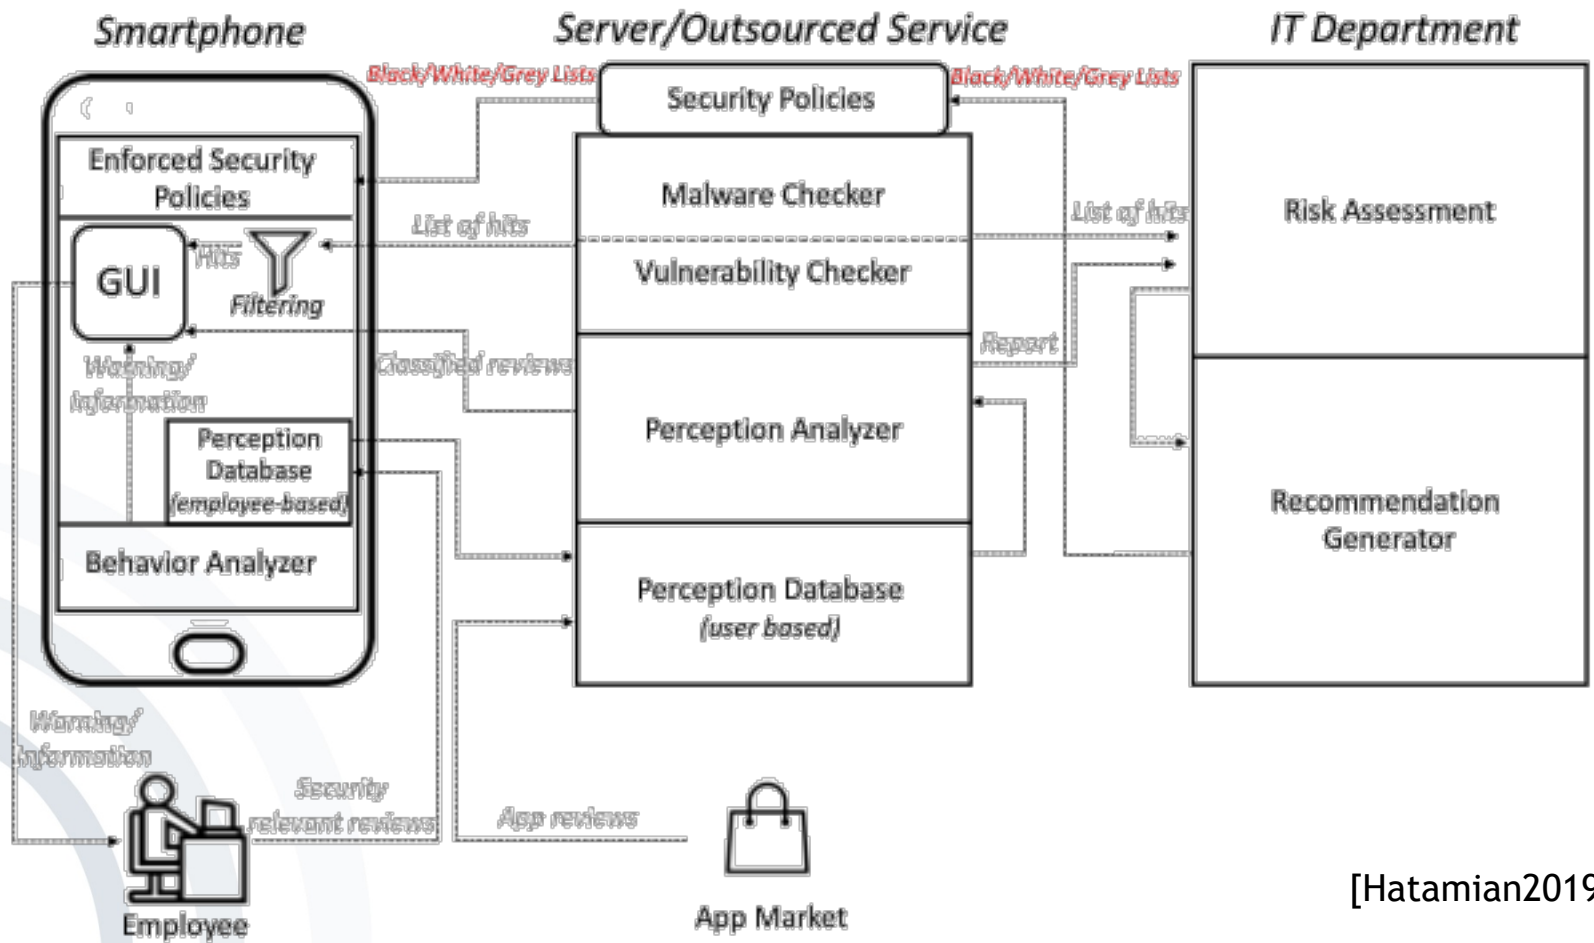 Smartphone
Server/Outsourced Service
IT Department
Black/White/Grey Lists
Security Policies
Black/White/Grey Lists
Enforced Security
Policies
Malware Checker
Risk Assessment
List of hits
List of hits
Hits
GUI
Filtering
Vulnerability Checker
Warning/
Information
Classified reviews
Report
Perception
Database
(employee-based)
Perception Analyzer
Recommendation
Generator
Behavior Analyzer
Perception Database
(user based)
Warning/
Information
Security
relevant reviews
App reviews
Employee
App Market
[Hatamian2019